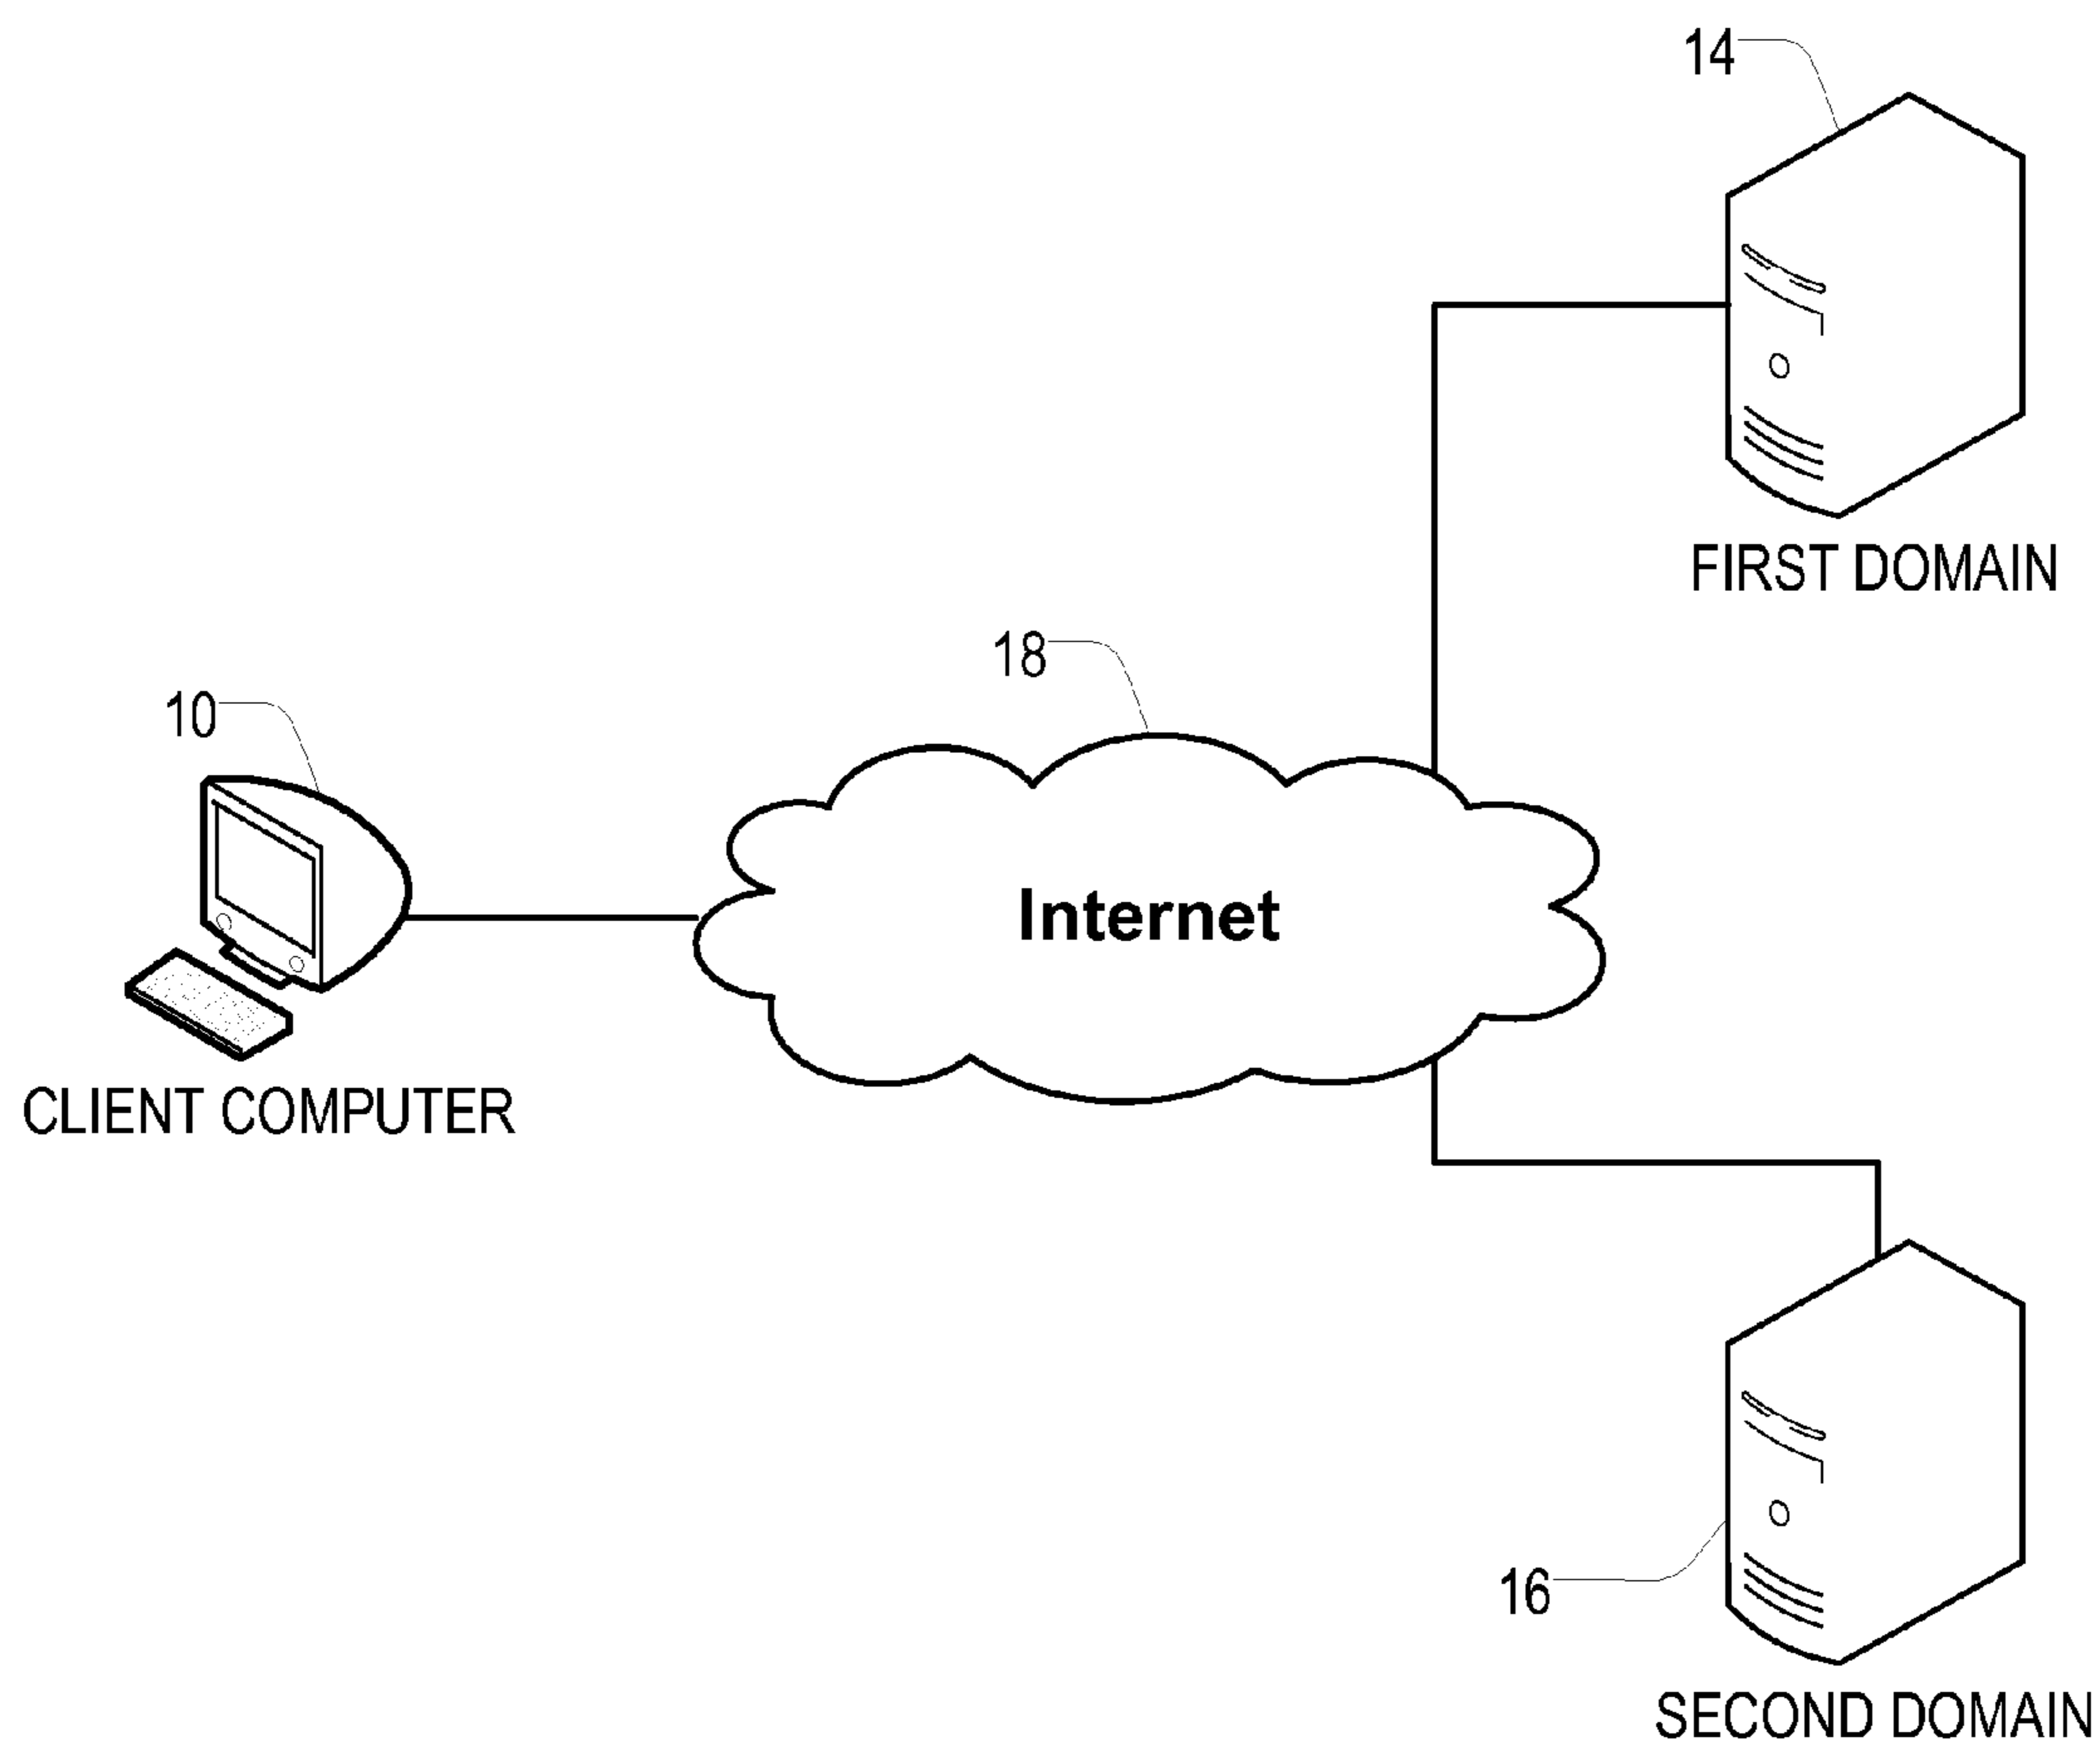 14
FIRST DOMAIN
18
10
Internet
CLIENT COMPUTER
16
SECOND DOMAIN